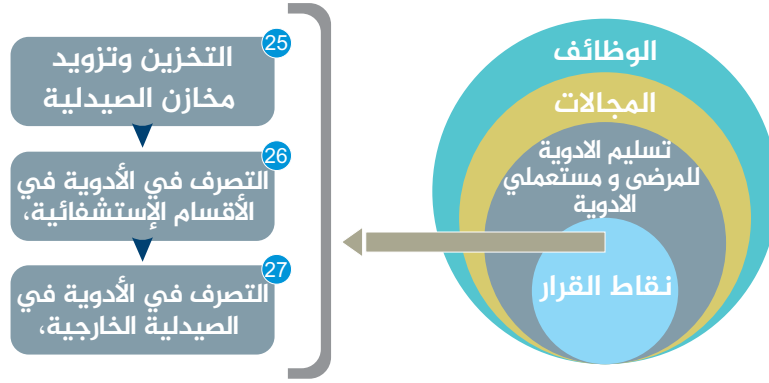 الوظائف
المجالات
تسليم الادوية
للمرضى و مستعملي
الادوية
نقاط القرار
25
التخزين وتزويد
مخازن الصيدلية
26
التصرف في الأدوية في
الأقسام الإستشفائية،
27
التصرف في الأدوية في
الصيدلية الخارجية،